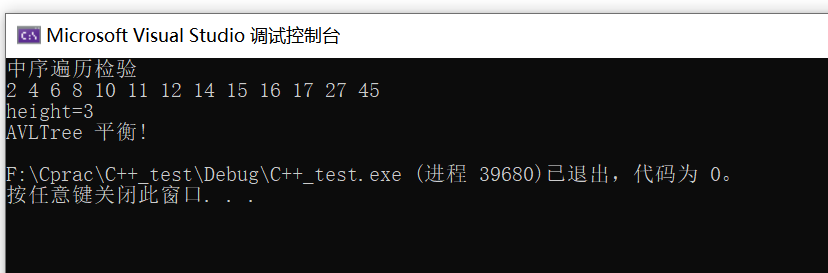 Microsoft Visual Studio 调试控制台
中序遍历检验
2 4 6 8 10 11 12 14 15 16 17 27 45
height=3
AVLTree 平衡!
F:\Cprac\C++_test\Debug\C++_test.exe (进程 39680)已退出，代码为 0。
按任意键关闭此窗口. . .